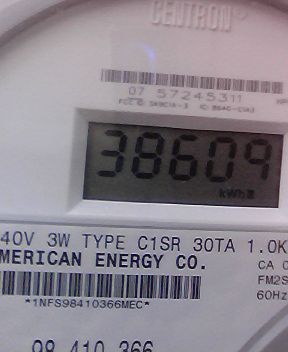 CENTRON®
07 57245311
38609
kWh
40V 3W TYPE C1SR 30TA 1.0K
MERICAN ENERGY CO.
CA 0
FM2S
60Hz
*1NFS98410366MEC*
98 410 366